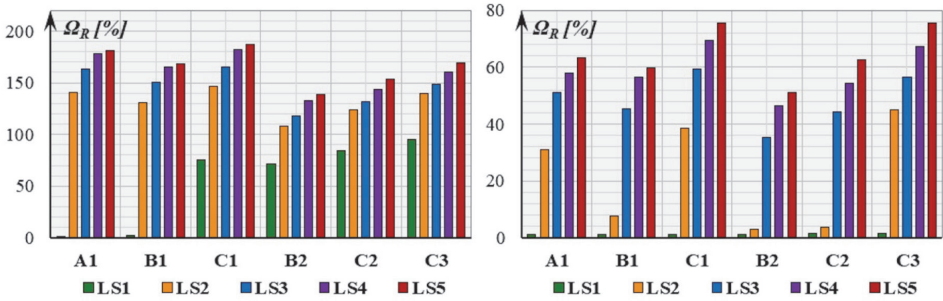 Ω_R [%]
200
150
100
50
0
A1 B1 C1 B2 C2 C3
LS1 LS2 LS3 LS4 LS5
Ω_R [%]
80
60
40
20
0
A1 B1 C1 B2 C2 C3
LS1 LS2 LS3 LS4 LS5